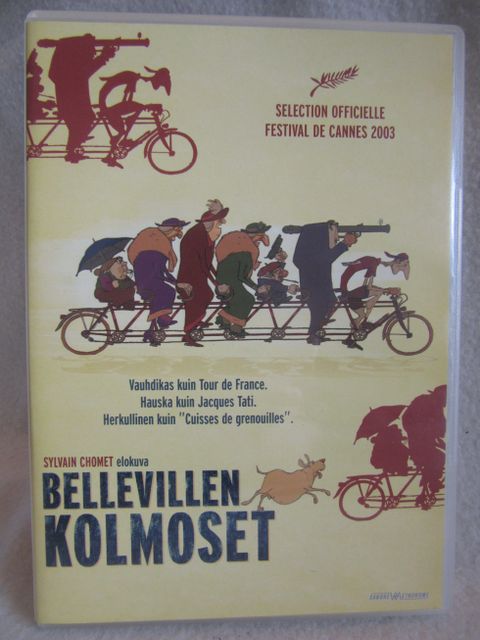 SELECTION OFFICIELLE
FESTIVAL DE CANNES 2003
Vauhdikas kuin Tour de France.
Hauska kuin Jacques Tati.
Herkullinen kuin "Cuisses de grenouilles".
SYLVAIN CHOMET elokuva
BELLEVILLEN
KOLMOSET